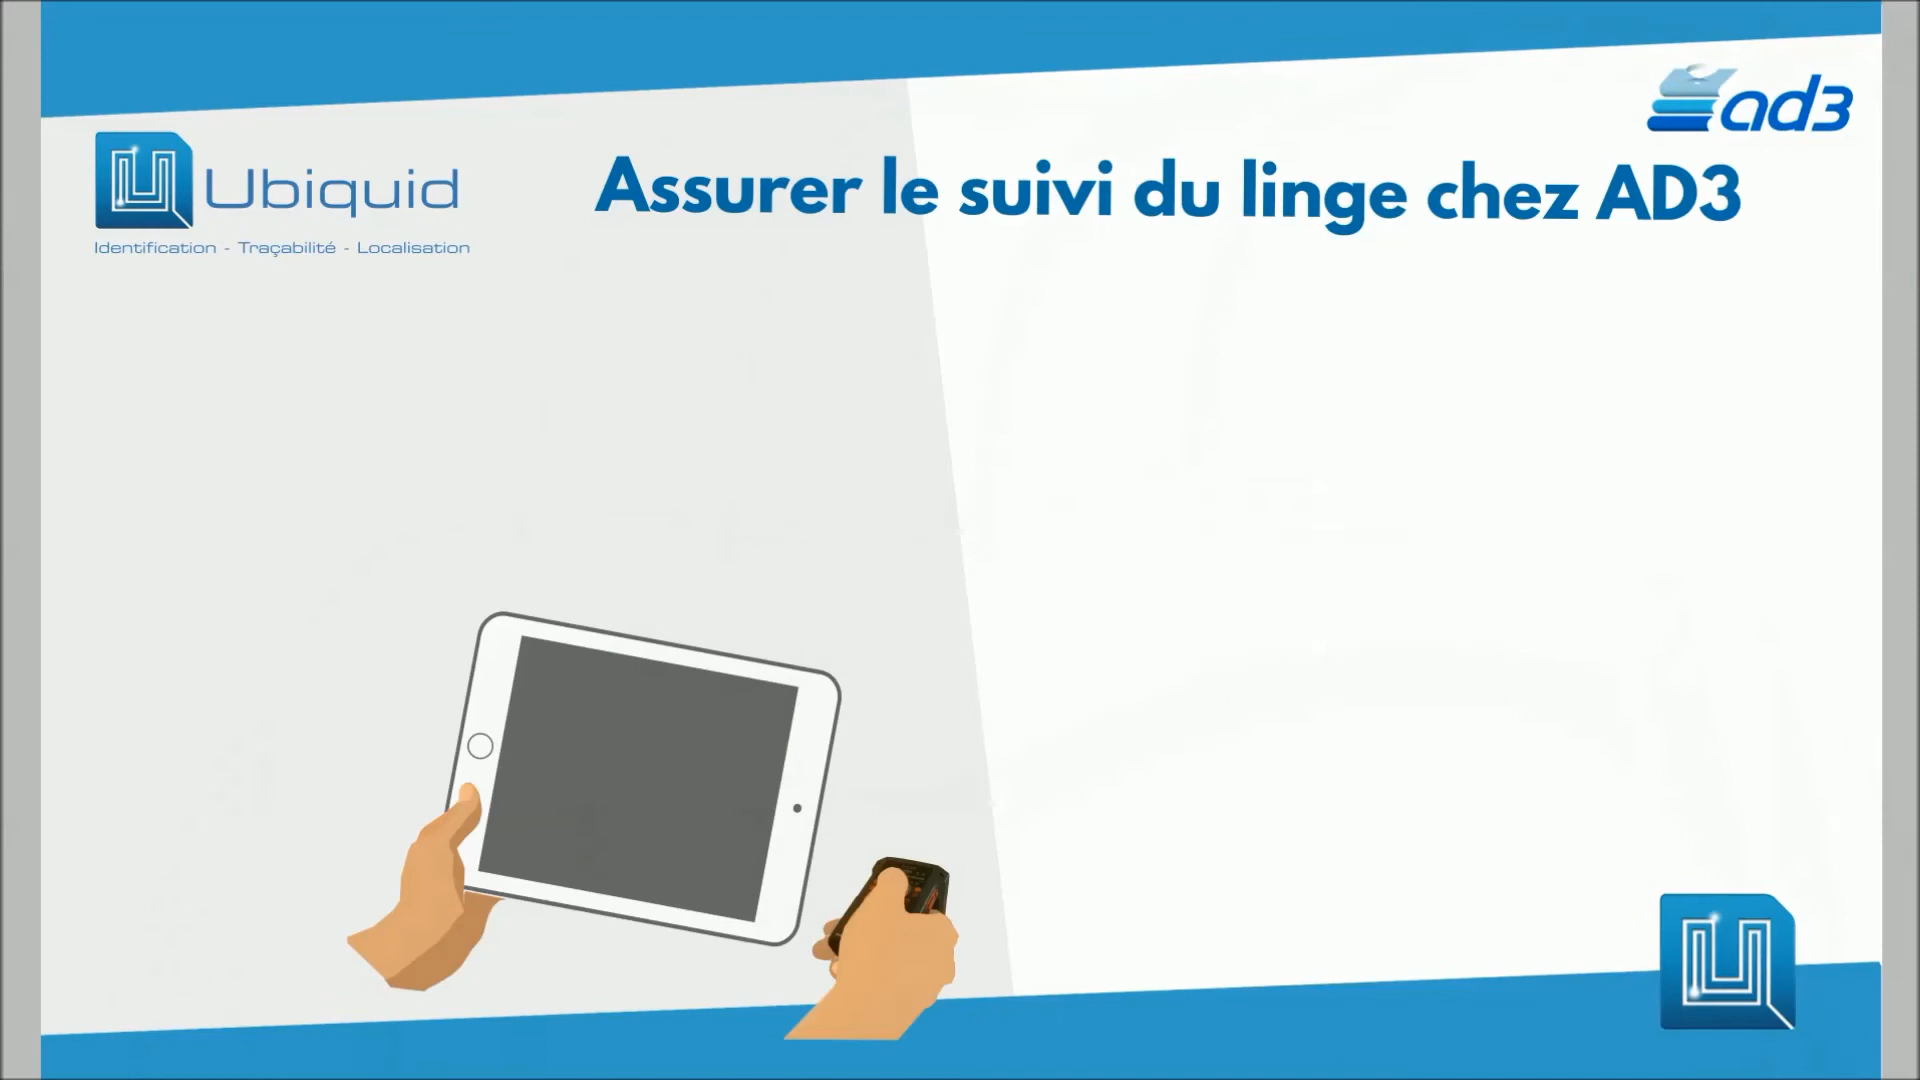 ad3
Ubiquid
Assurer le suivi du linge chez AD3
Identification - Traçabilité - Localisation